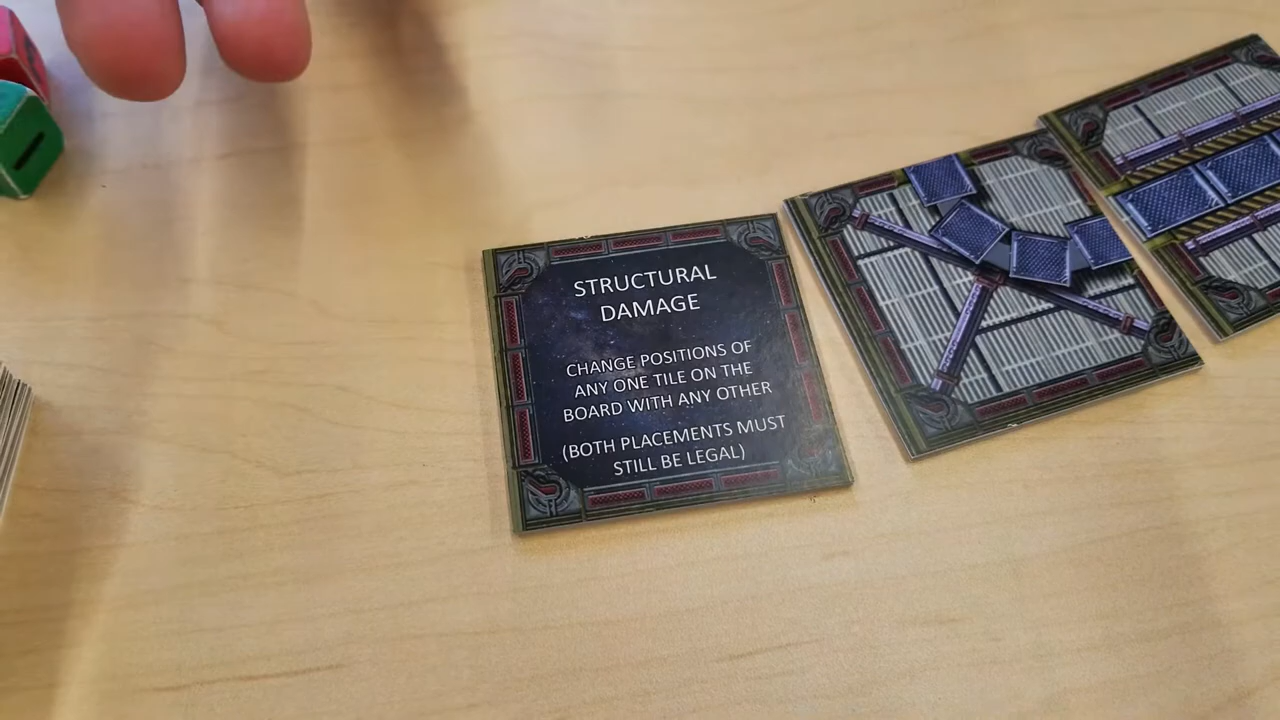 STRUCTURAL
DAMAGE
CHANGE POSITIONS OF
ANY ONE TILE ON THE
BOARD WITH ANY OTHER
(BOTH PLACEMENTS MUST
STILL BE LEGAL)